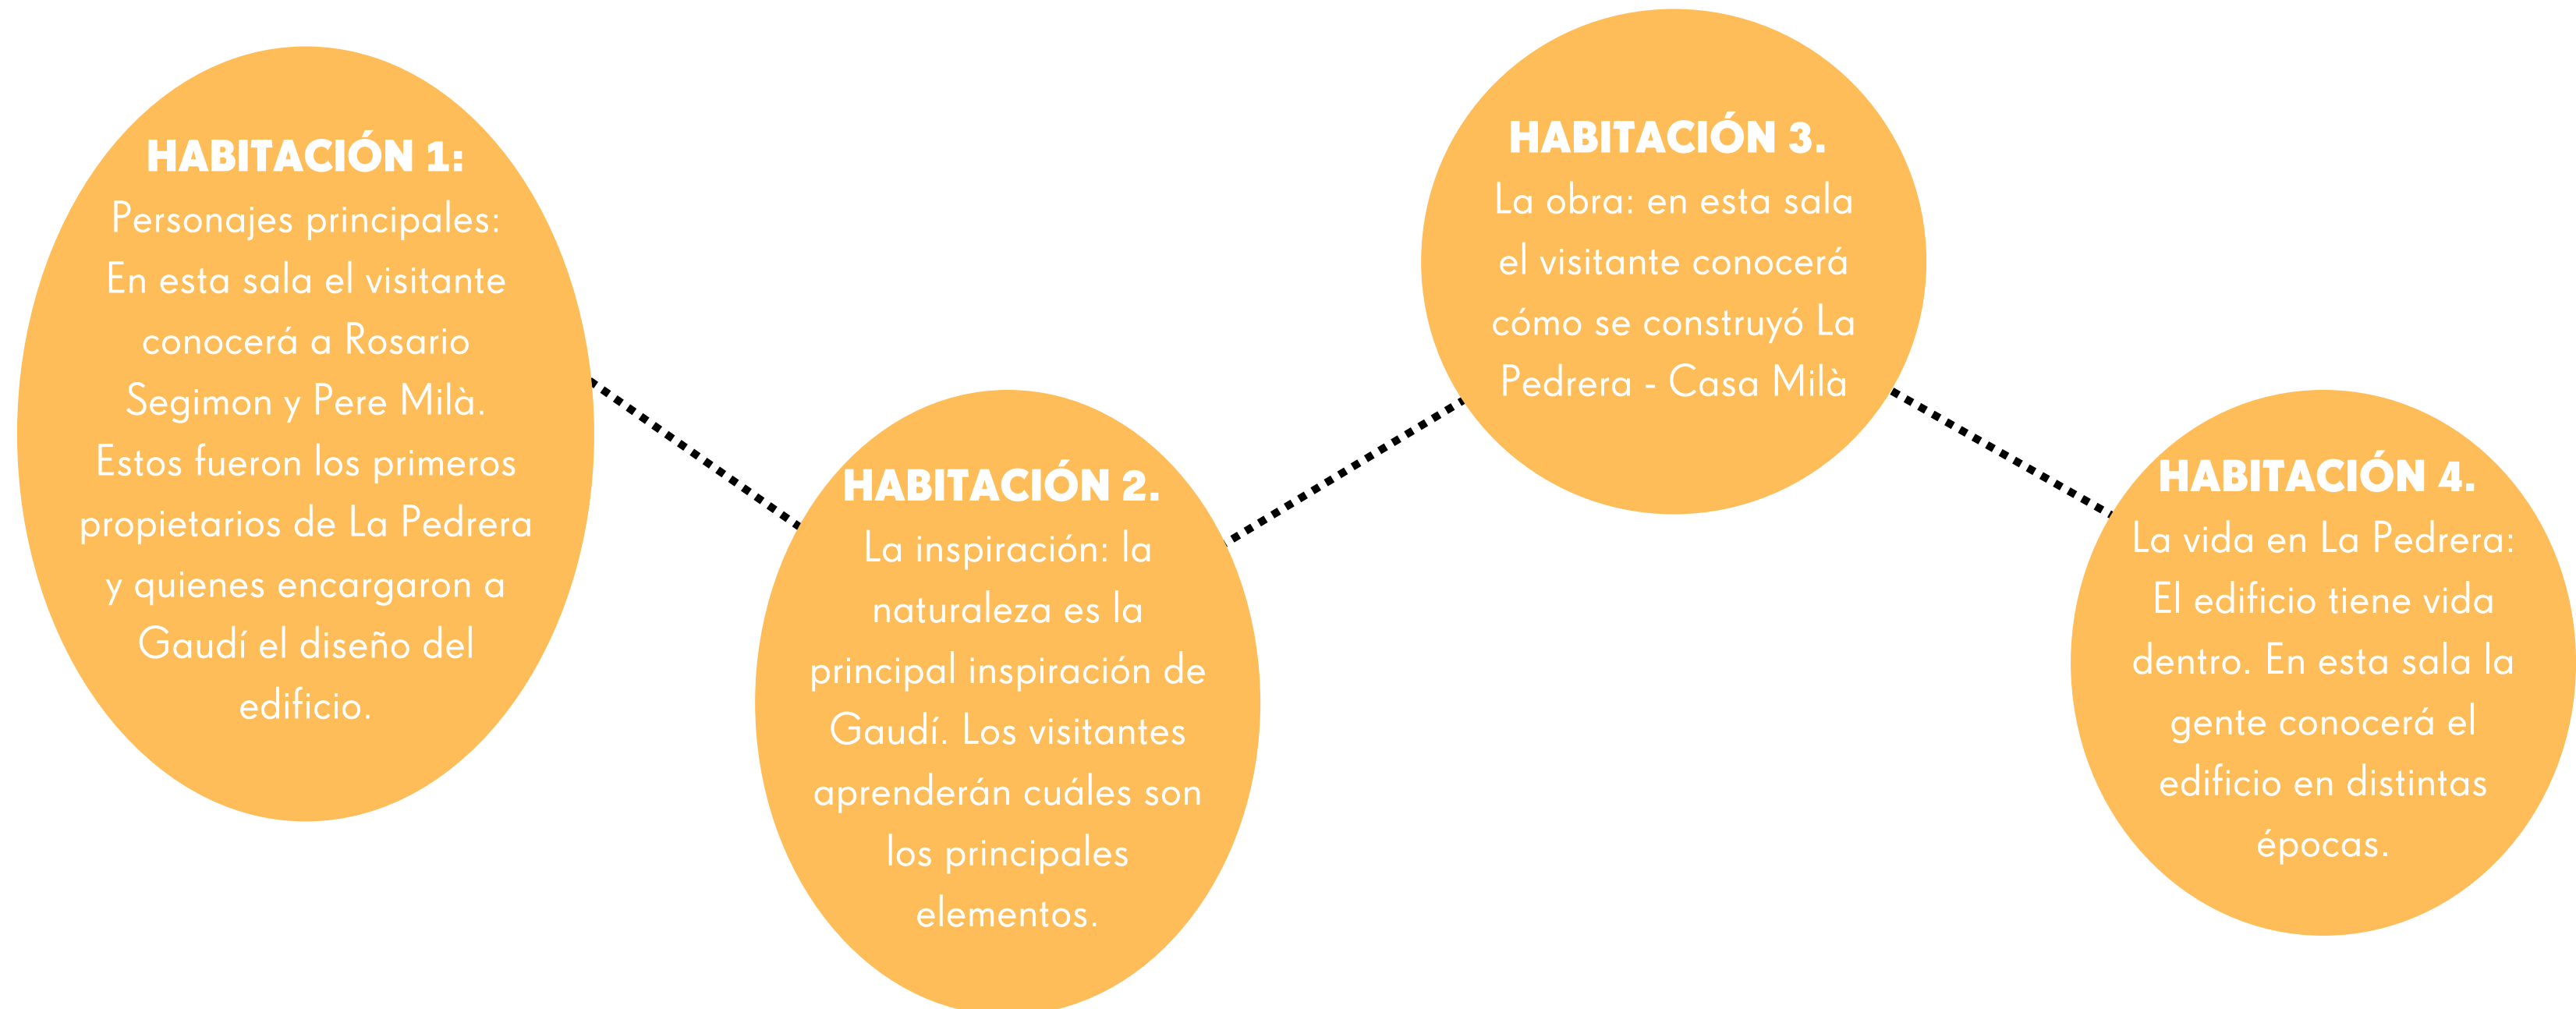 HABITACIÓN 1:
Personajes principales:
En esta sala el visitante
conocerá a Rosario
Segimon y Pere Milà.
Estos fueron los primeros
propietarios de La Pedrera
y quienes encargaron a
Gaudí el diseño del
edificio.
HABITACIÓN 2.
La inspiración: la
naturaleza es la
principal inspiración de
Gaudí. Los visitantes
aprenderán cuáles son
los principales
elementos.
HABITACIÓN 3.
La obra: en esta sala
el visitante conocerá
cómo se construyó La
Pedrera - Casa Milà
HABITACIÓN 4.
La vida en La Pedrera:
El edificio tiene vida
dentro. En esta sala la
gente conocerá el
edificio en distintas
épocas.